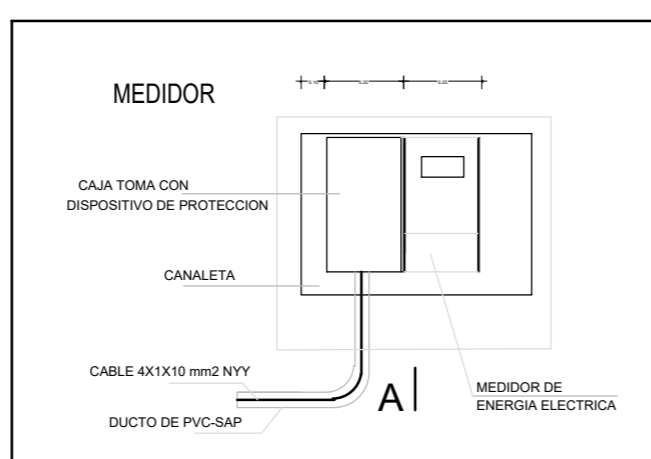 MEDIDOR
CAJA TOMA CON
DISPOSITIVO DE PROTECCION
CANALETA
CABLE 4X1X10 mm2 NYY
DUCTO DE PVC-SAP
A
MEDIDOR DE
ENERGIA ELECTRICA